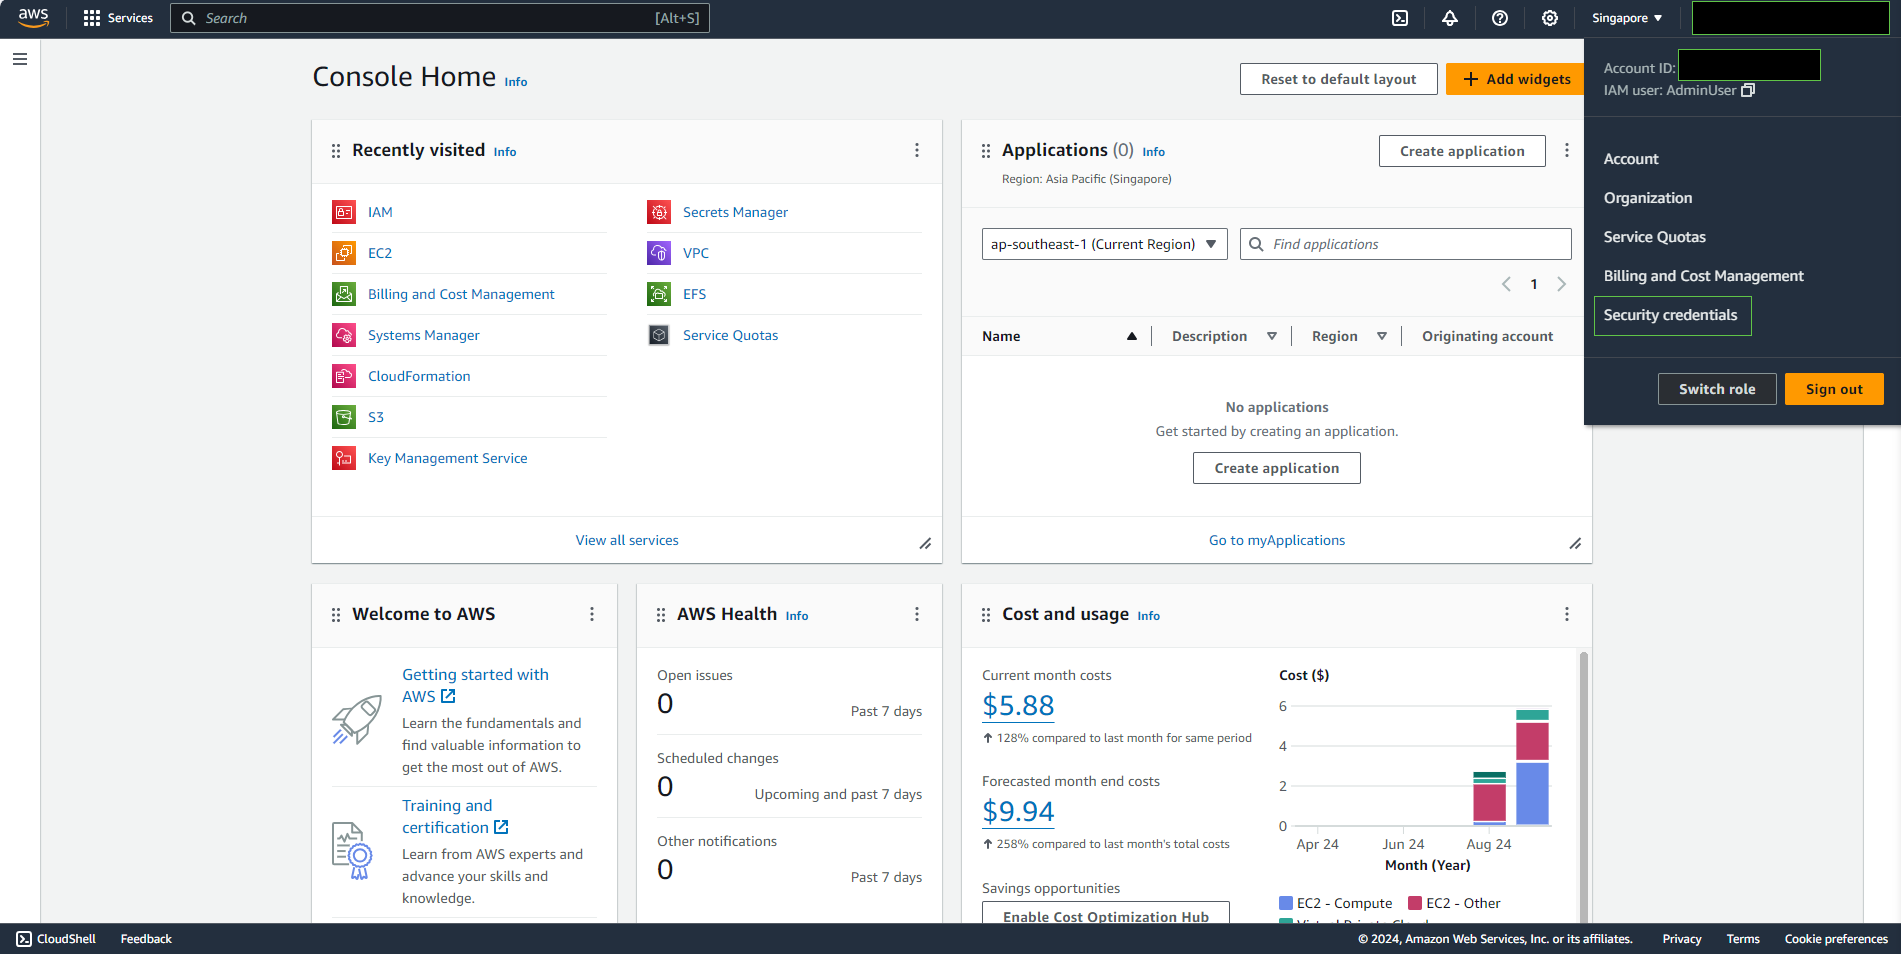 aws
Services
Search
[Alt+S]
Singapore
Account ID:
IAM user: AdminUser
Account
Organization
Service Quotas
Billing and Cost Management
Security credentials
Switch role
Sign out
Console Home Info
Reset to default layout
Add widgets
Recently visited Info
IAM
EC2
Billing and Cost Management
Systems Manager
CloudFormation
S3
Key Management Service
Secrets Manager
VPC
EFS
Service Quotas
View all services
Applications (0) Info
Region: Asia Pacific (Singapore)
Create application
ap-southeast-1 (Current Region)
Find applications
1
Name
Description
Region
Originating account
No applications
Get started by creating an application.
Create application
Go to myApplications
Welcome to AWS
Getting started with
AWS
Learn the fundamentals and
find valuable information to
get the most out of AWS.
Training and
certification
Learn from AWS experts and
advance your skills and
knowledge.
AWS Health Info
Open issues
0
Past 7 days
Scheduled changes
0
Upcoming and past 7 days
Other notifications
0
Past 7 days
Cost and usage Info
Current month costs
$5.88
128% compared to last month for same period
Forecasted month end costs
$9.94
258% compared to last month's total costs
Savings opportunities
Enable Cost Optimization Hub
Cost ($)
6
4
2
0
Apr 24
Jun 24
Aug 24
Month (Year)
EC2 - Compute
EC2 - Other
CloudShell
Feedback
© 2024, Amazon Web Services, Inc. or its affiliates.
Privacy
Terms
Cookie preferences